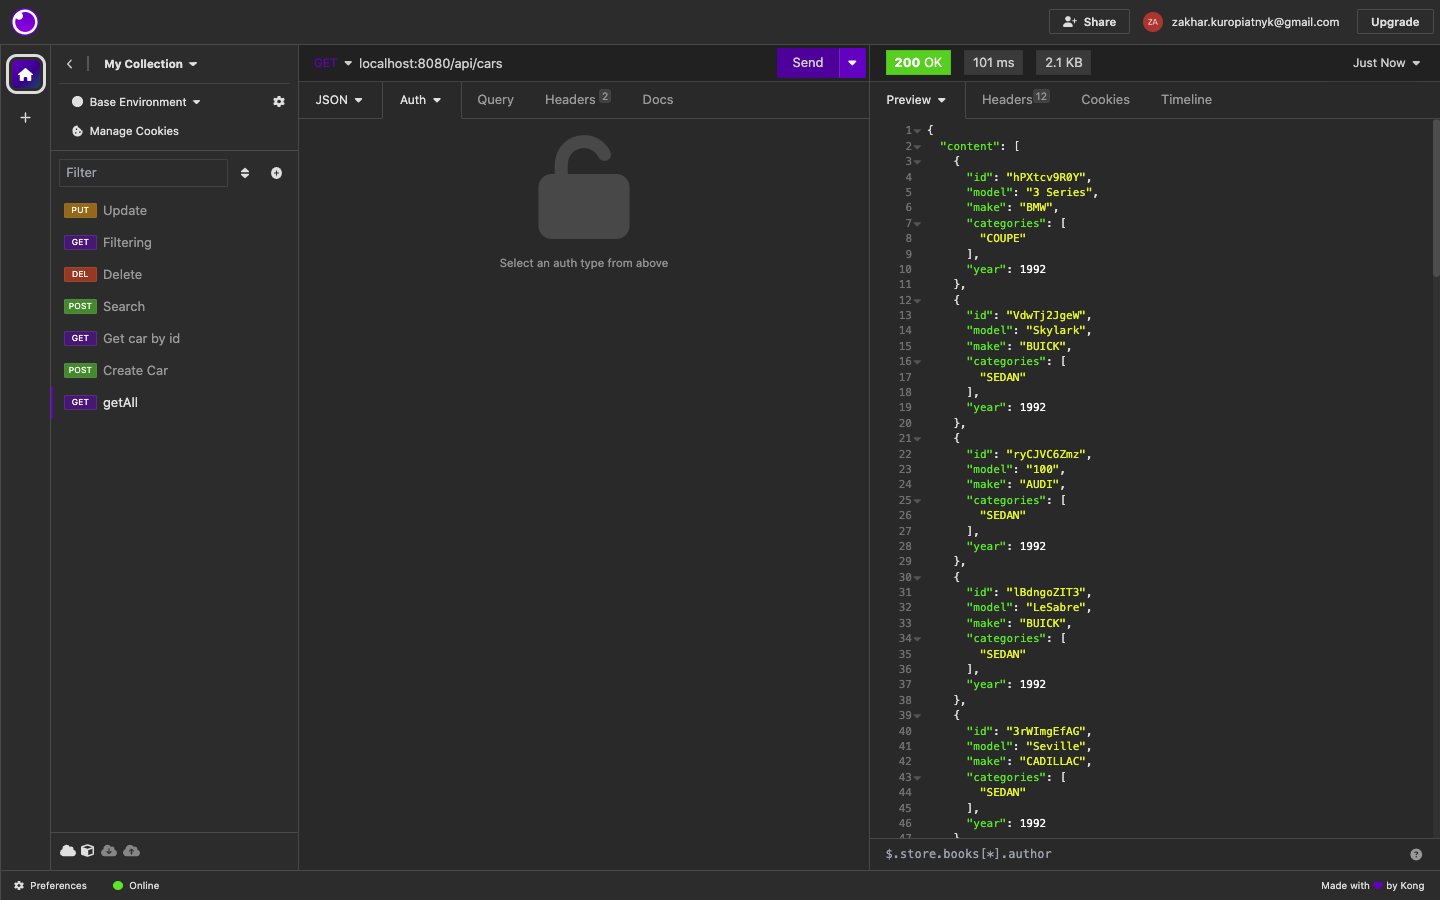 Share
ZA
zakhar.kuropiatnyk@gmail.com
Upgrade
My Collection
Base Environment
Manage Cookies
Filter
PUT Update
GET Filtering
DEL Delete
POST Search
GET Get car by id
POST Create Car
GET getAll
Preferences
Online
GET localhost:8080/api/cars
Send
JSON
Auth
Query
Headers 2
Docs
Select an auth type from above
200 OK
101 ms
2.1 KB
Just Now
Preview
Headers 12
Cookies
Timeline
1 {
2 "content": [
3 {
4 "id": "hPXtcv9R0Y",
5 "model": "3 Series",
6 "make": "BMW",
7 "categories": [
8 "COUPE"
9 ],
10 "year": 1992
11 },
12 {
13 "id": "VdwTj2JgeW",
14 "model": "Skylark",
15 "make": "BUICK",
16 "categories": [
17 "SEDAN"
18 ],
19 "year": 1992
20 },
21 {
22 "id": "ryCJVC6Zmz",
23 "model": "100",
24 "make": "AUDI",
25 "categories": [
26 "SEDAN"
27 ],
28 "year": 1992
29 },
30 {
31 "id": "lBdngoZIT3",
32 "model": "LeSabre",
33 "make": "BUICK",
34 "categories": [
35 "SEDAN"
36 ],
37 "year": 1992
38 },
39 {
40 "id": "3rWImgEfAG",
41 "model": "Seville",
42 "make": "CADILLAC",
43 "categories": [
44 "SEDAN"
45 ],
46 "year": 1992
47 }
$.store.books[*].author
Made with 💜 by Kong